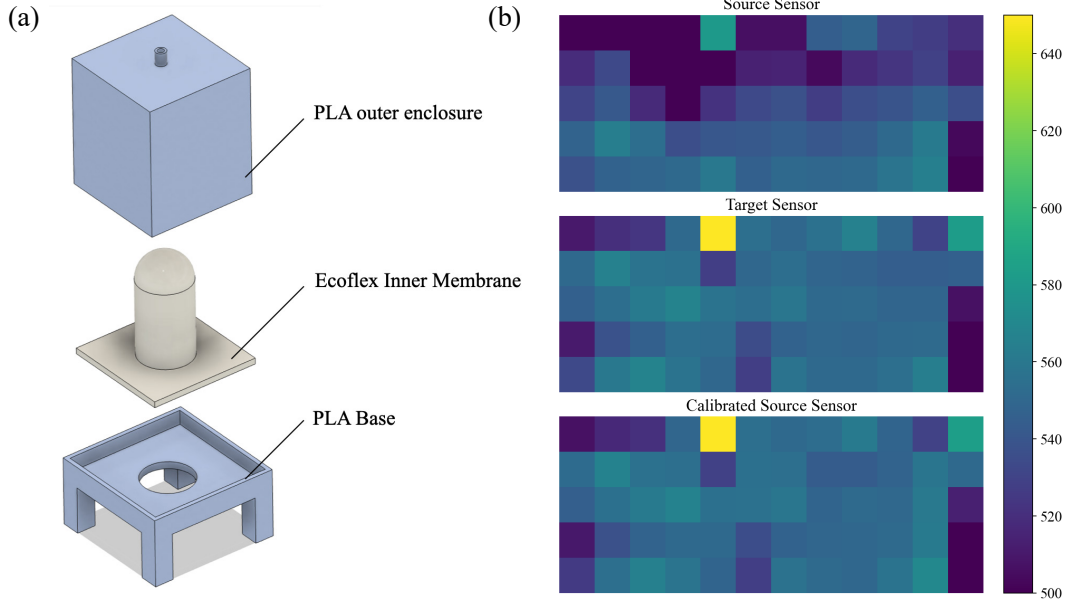 (a)
PLA outer enclosure
Ecoflex Inner Membrane
PLA Base
(b)
Source Sensor
Target Sensor
Calibrated Source Sensor
640
620
600
580
560
540
520
500